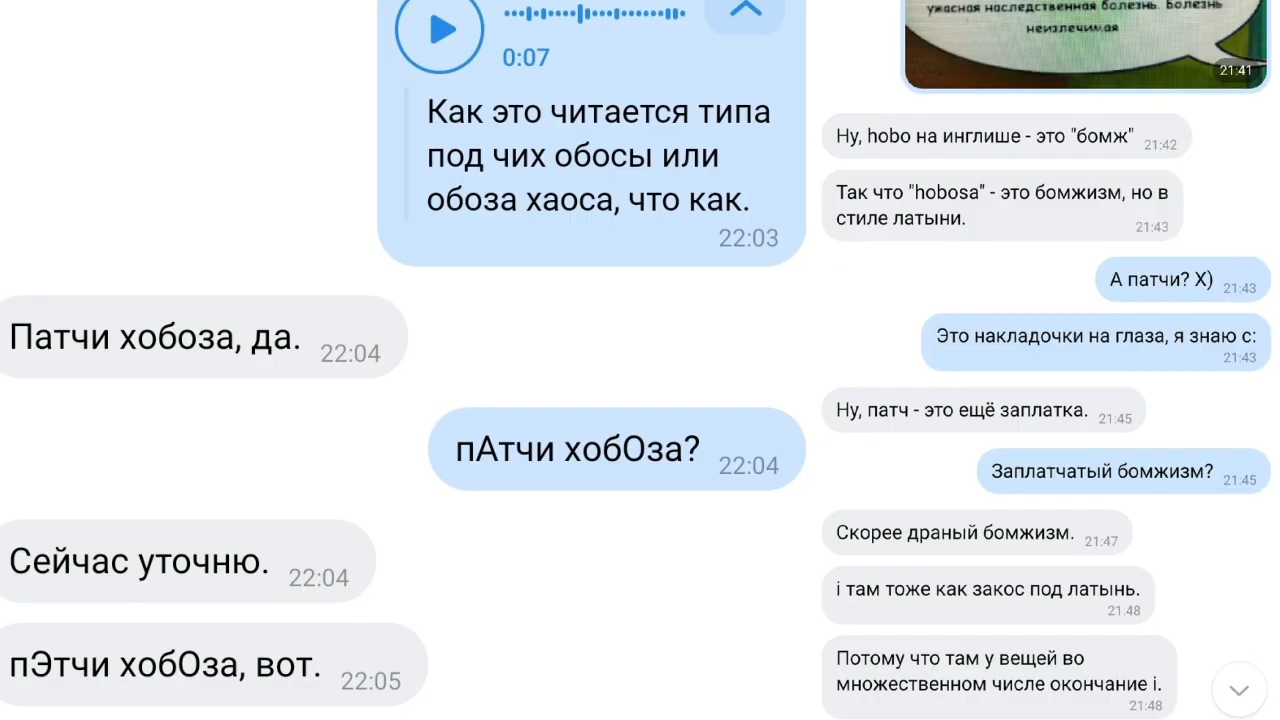 0:07
Как это читается типа
под чих обосы или
обоза хаоса, что как.
22:03
Патчи хобоза, да. 22:04
пАтчи хобОза? 22:04
Сейчас уточню. 22:04
пЭтчи хобОза, вот. 22:05
ужасная наследственная болезнь. Болезнь
неизлечимая
21:41
Ну, hobo на инглише - это "бомж" 21:42
Так что "hobosa" - это бомжизм, но в
стиле латыни. 21:43
А патчи? X) 21:43
Это накладочки на глаза, я знаю с:
21:43
Ну, патч - это ещё заплатка. 21:45
Заплатчатый бомжизм? 21:45
Скорее драный бомжизм. 21:47
i там тоже как закос под латынь.
21:48
Потому что там у вещей во
множественном числе окончание i.
21:48